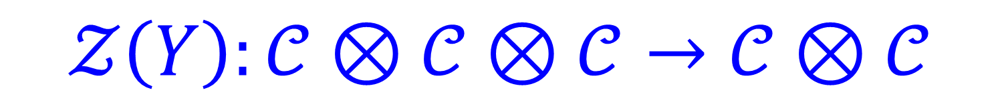 𝒵(Y): 𝒞 ⊗ 𝒞 ⊗ 𝒞 → 𝒞 ⊗ 𝒞